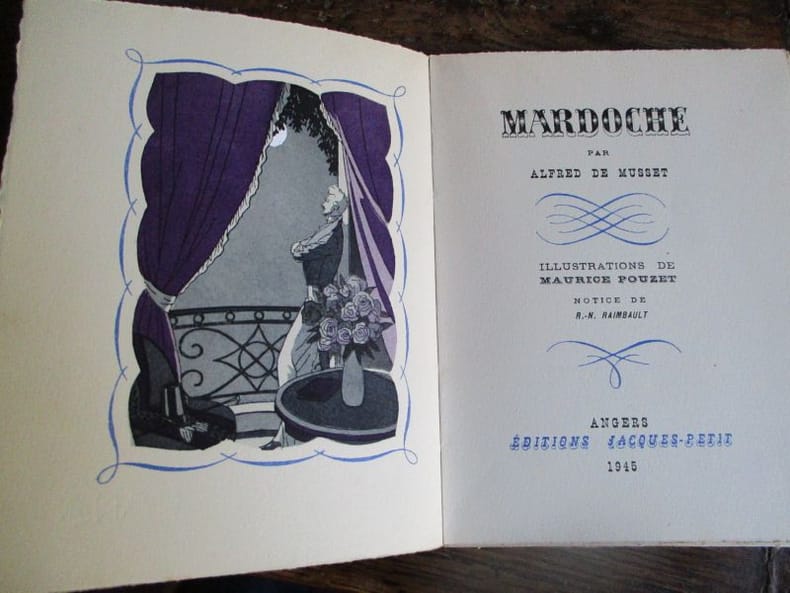 MARDOCHE
PAR
ALFRED DE MUSSET
ILLUSTRATIONS DE
MAURICE POUZET
NOTICE DE
R.-N. RAIMBAULT
ANGERS
ÉDITIONS JACQUES-PETIT
1945